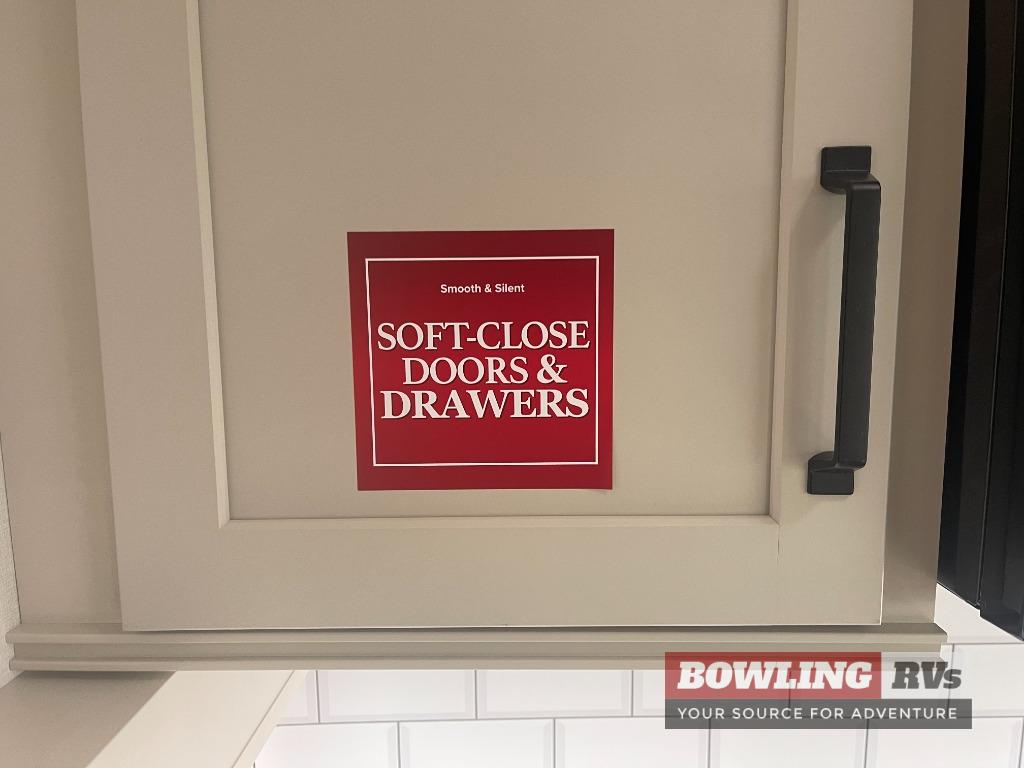 Smooth & Silent
SOFT-CLOSE
DOORS &
DRAWERS
BOWLING RVs
YOUR SOURCE FOR ADVENTURE